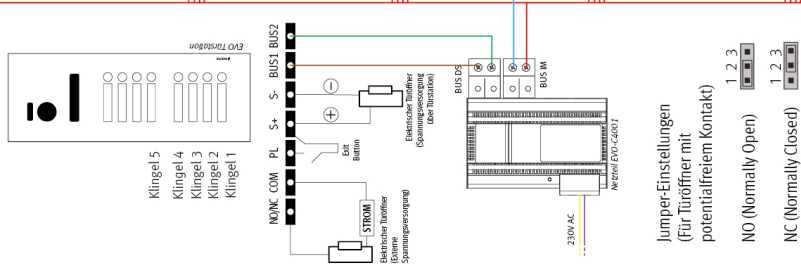 EVO Türstation
Klingel 5
Klingel 4
Klingel 3
Klingel 2
Klingel 1
BUS2
BUS1
S-
S+
PL
COM
NO/NC
Exit
Button
Elektrischer Türöffner
(Spannungsversorgung
über Türstation)
STROM
Elektrischer Türöffner
(Externe
Spannungsversorgung)
BUS DS
BUS IM
Netzteil EVO-C4001
230V AC
Jumper-Einstellungen
(Für Türöffner mit
potentialfreiem Kontakt)
NO (Normally Open)
1 2 3
NC (Normally Closed)
1 2 3